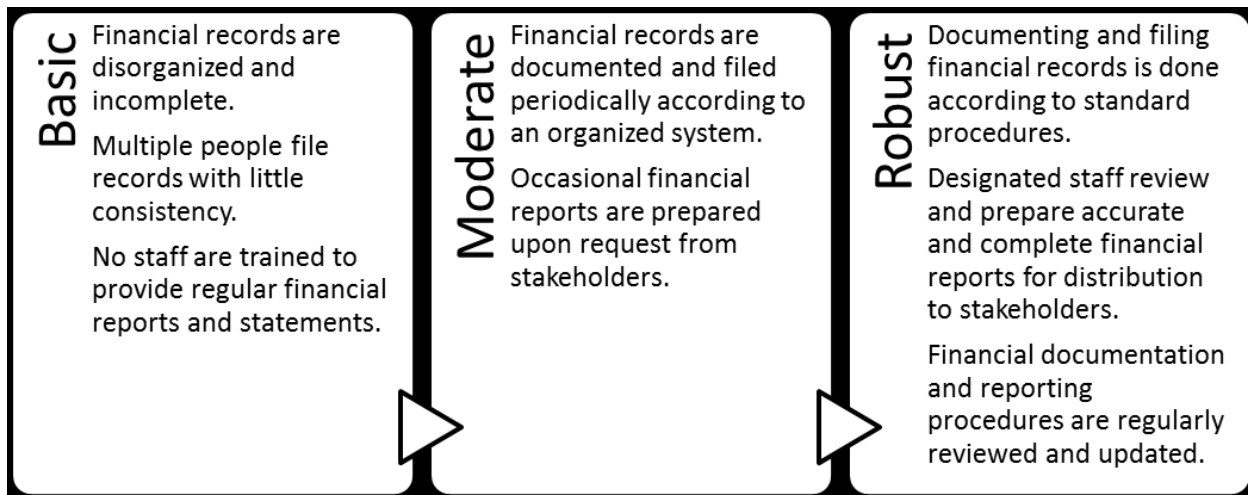 Basic
Financial records are
disorganized and
incomplete.
Multiple people file
records with little
consistency.
No staff are trained to
provide regular financial
reports and statements.
Moderate
Financial records are
documented and filed
periodically according to
an organized system.
Occasional financial
reports are prepared
upon request from
stakeholders.
Robust
Documenting and filing
financial records is done
according to standard
procedures.
Designated staff review
and prepare accurate
and complete financial
reports for distribution
to stakeholders.
Financial documentation
and reporting
procedures are regularly
reviewed and updated.